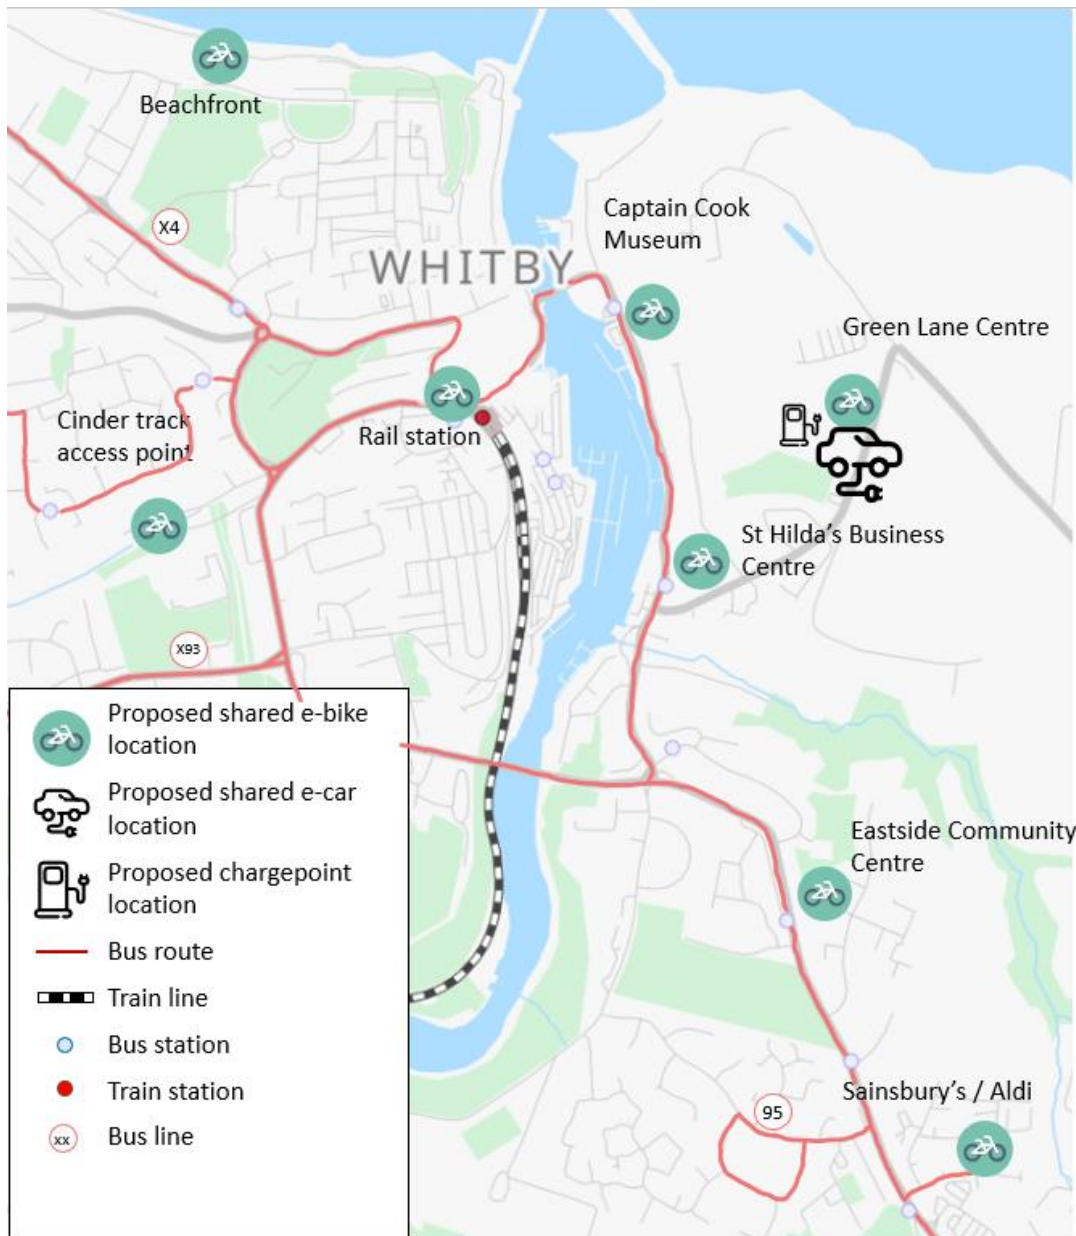 Beachfront
X4
WHITBY
Captain Cook
Museum
Green Lane Centre
Cinder track
access point
Rail station
St Hilda's Business
Centre
X93
Eastside Community
Centre
Sainsbury's / Aldi
95
Proposed shared e-bike
location
Proposed shared e-car
location
Proposed chargepoint
location
Bus route
Train line
Bus station
Train station
xx
Bus line